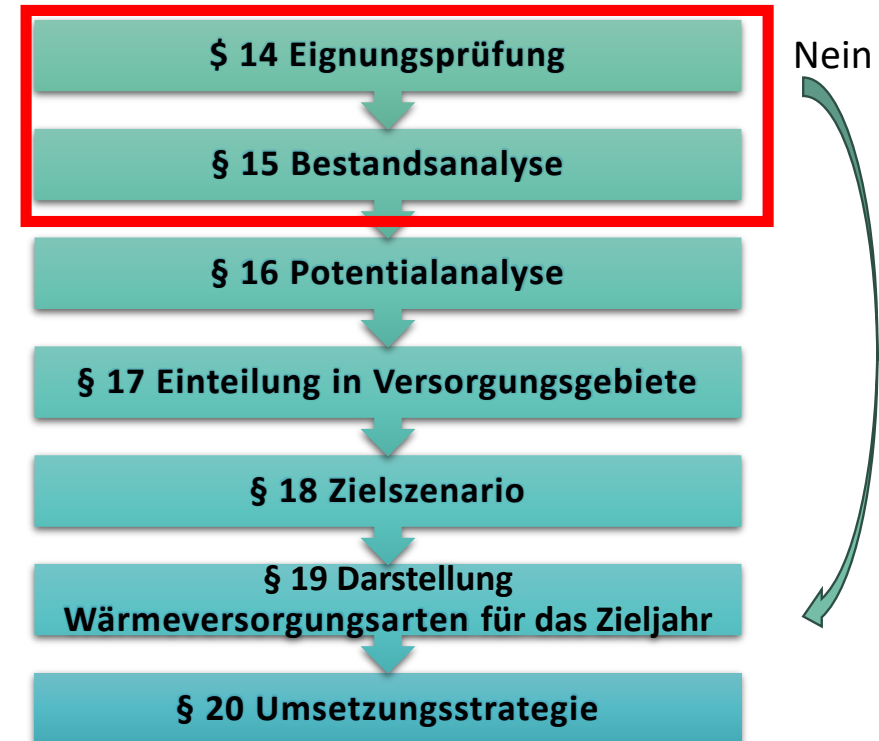 $ 14 Eignungsprüfung
Nein
§ 15 Bestandsanalyse
§ 16 Potentialanalyse
§ 17 Einteilung in Versorgungsgebiete
§ 18 Zielszenario
§ 19 Darstellung
Wärmeversorgungsarten für das Zieljahr
§ 20 Umsetzungsstrategie